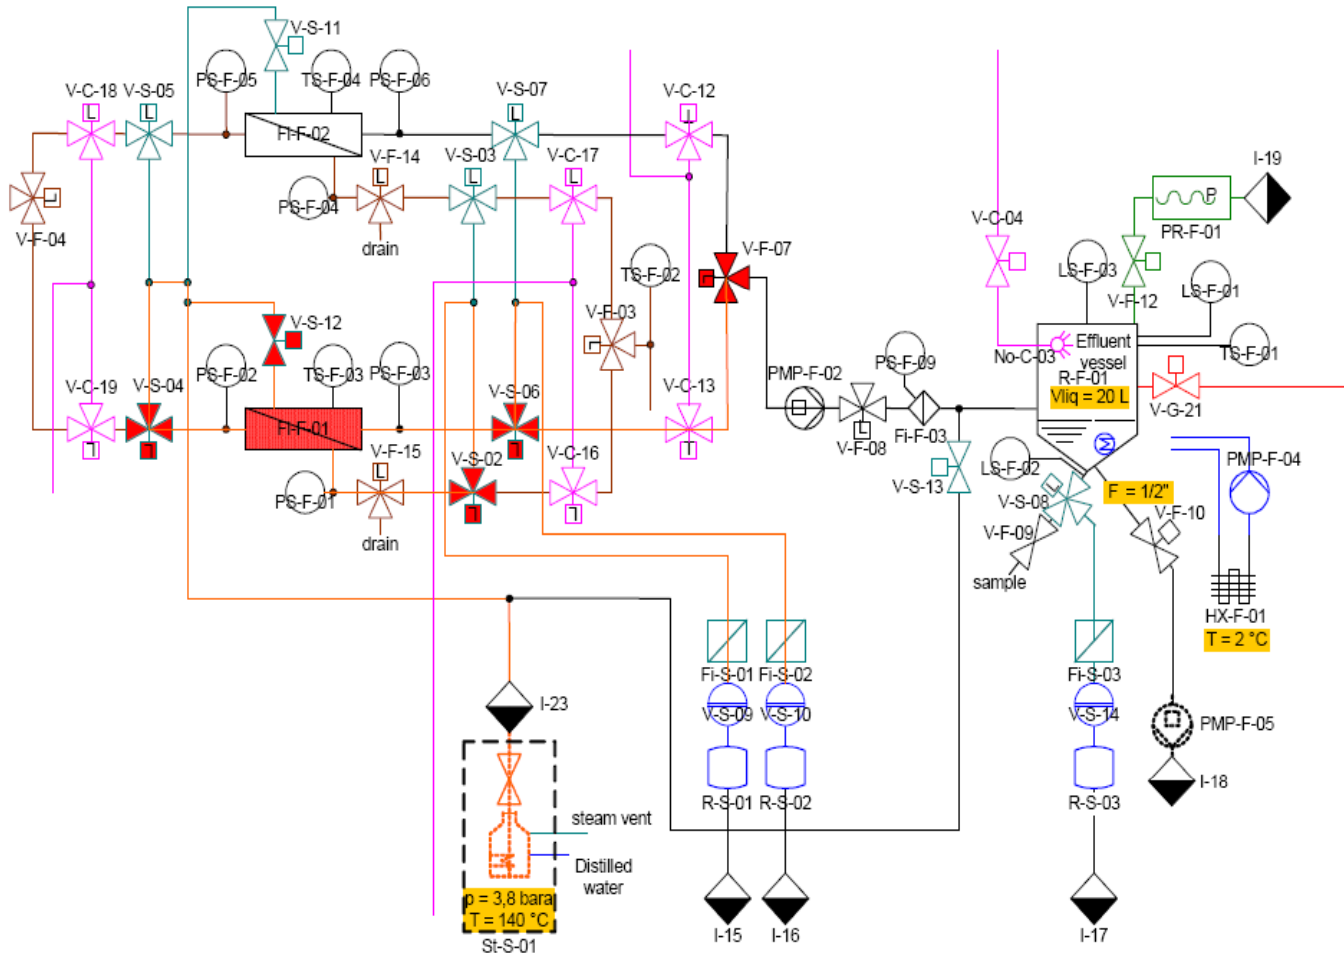 V-S-11
V-C-18
V-S-05
PS-F-05
TS-F-04
PS-F-06
V-S-07
V-C-12
L
L
L
L
FI-F-02
V-F-14
V-S-03
V-C-17
I-19
L
L
L
L
PS-F-04
P
V-F-04
drain
V-C-04
PR-F-01
V-F-07
TS-F-02
LS-F-03
V-F-12
LS-F-01
L
V-S-12
V-F-03
L
No-C-03
Effluent
vessel
TS-F-01
PS-F-02
TS-F-03
PS-F-03
PS-F-09
R-F-01
V-C-19
V-S-04
V-S-06
V-C-13
PMP-F-02
Vliq = 20 L
V-G-21
FI-F-01
L
L
L
L
V-F-08
L
Fi-F-03
V-F-15
V-S-02
V-C-16
L
LS-F-02
PMP-F-04
V-S-13
PS-F-01
V-S-08
L
F = 1/2"
V-F-10
L
L
V-F-09
drain
sample
HX-F-01
T = 2 °C
Fi-S-01
Fi-S-02
Fi-S-03
I-23
V-S-09
V-S-10
V-S-14
PMP-F-05
I-18
R-S-01
R-S-02
R-S-03
steam vent
Distilled
water
p = 3,8 bara
T = 140 °C
St-S-01
I-15
I-16
I-17